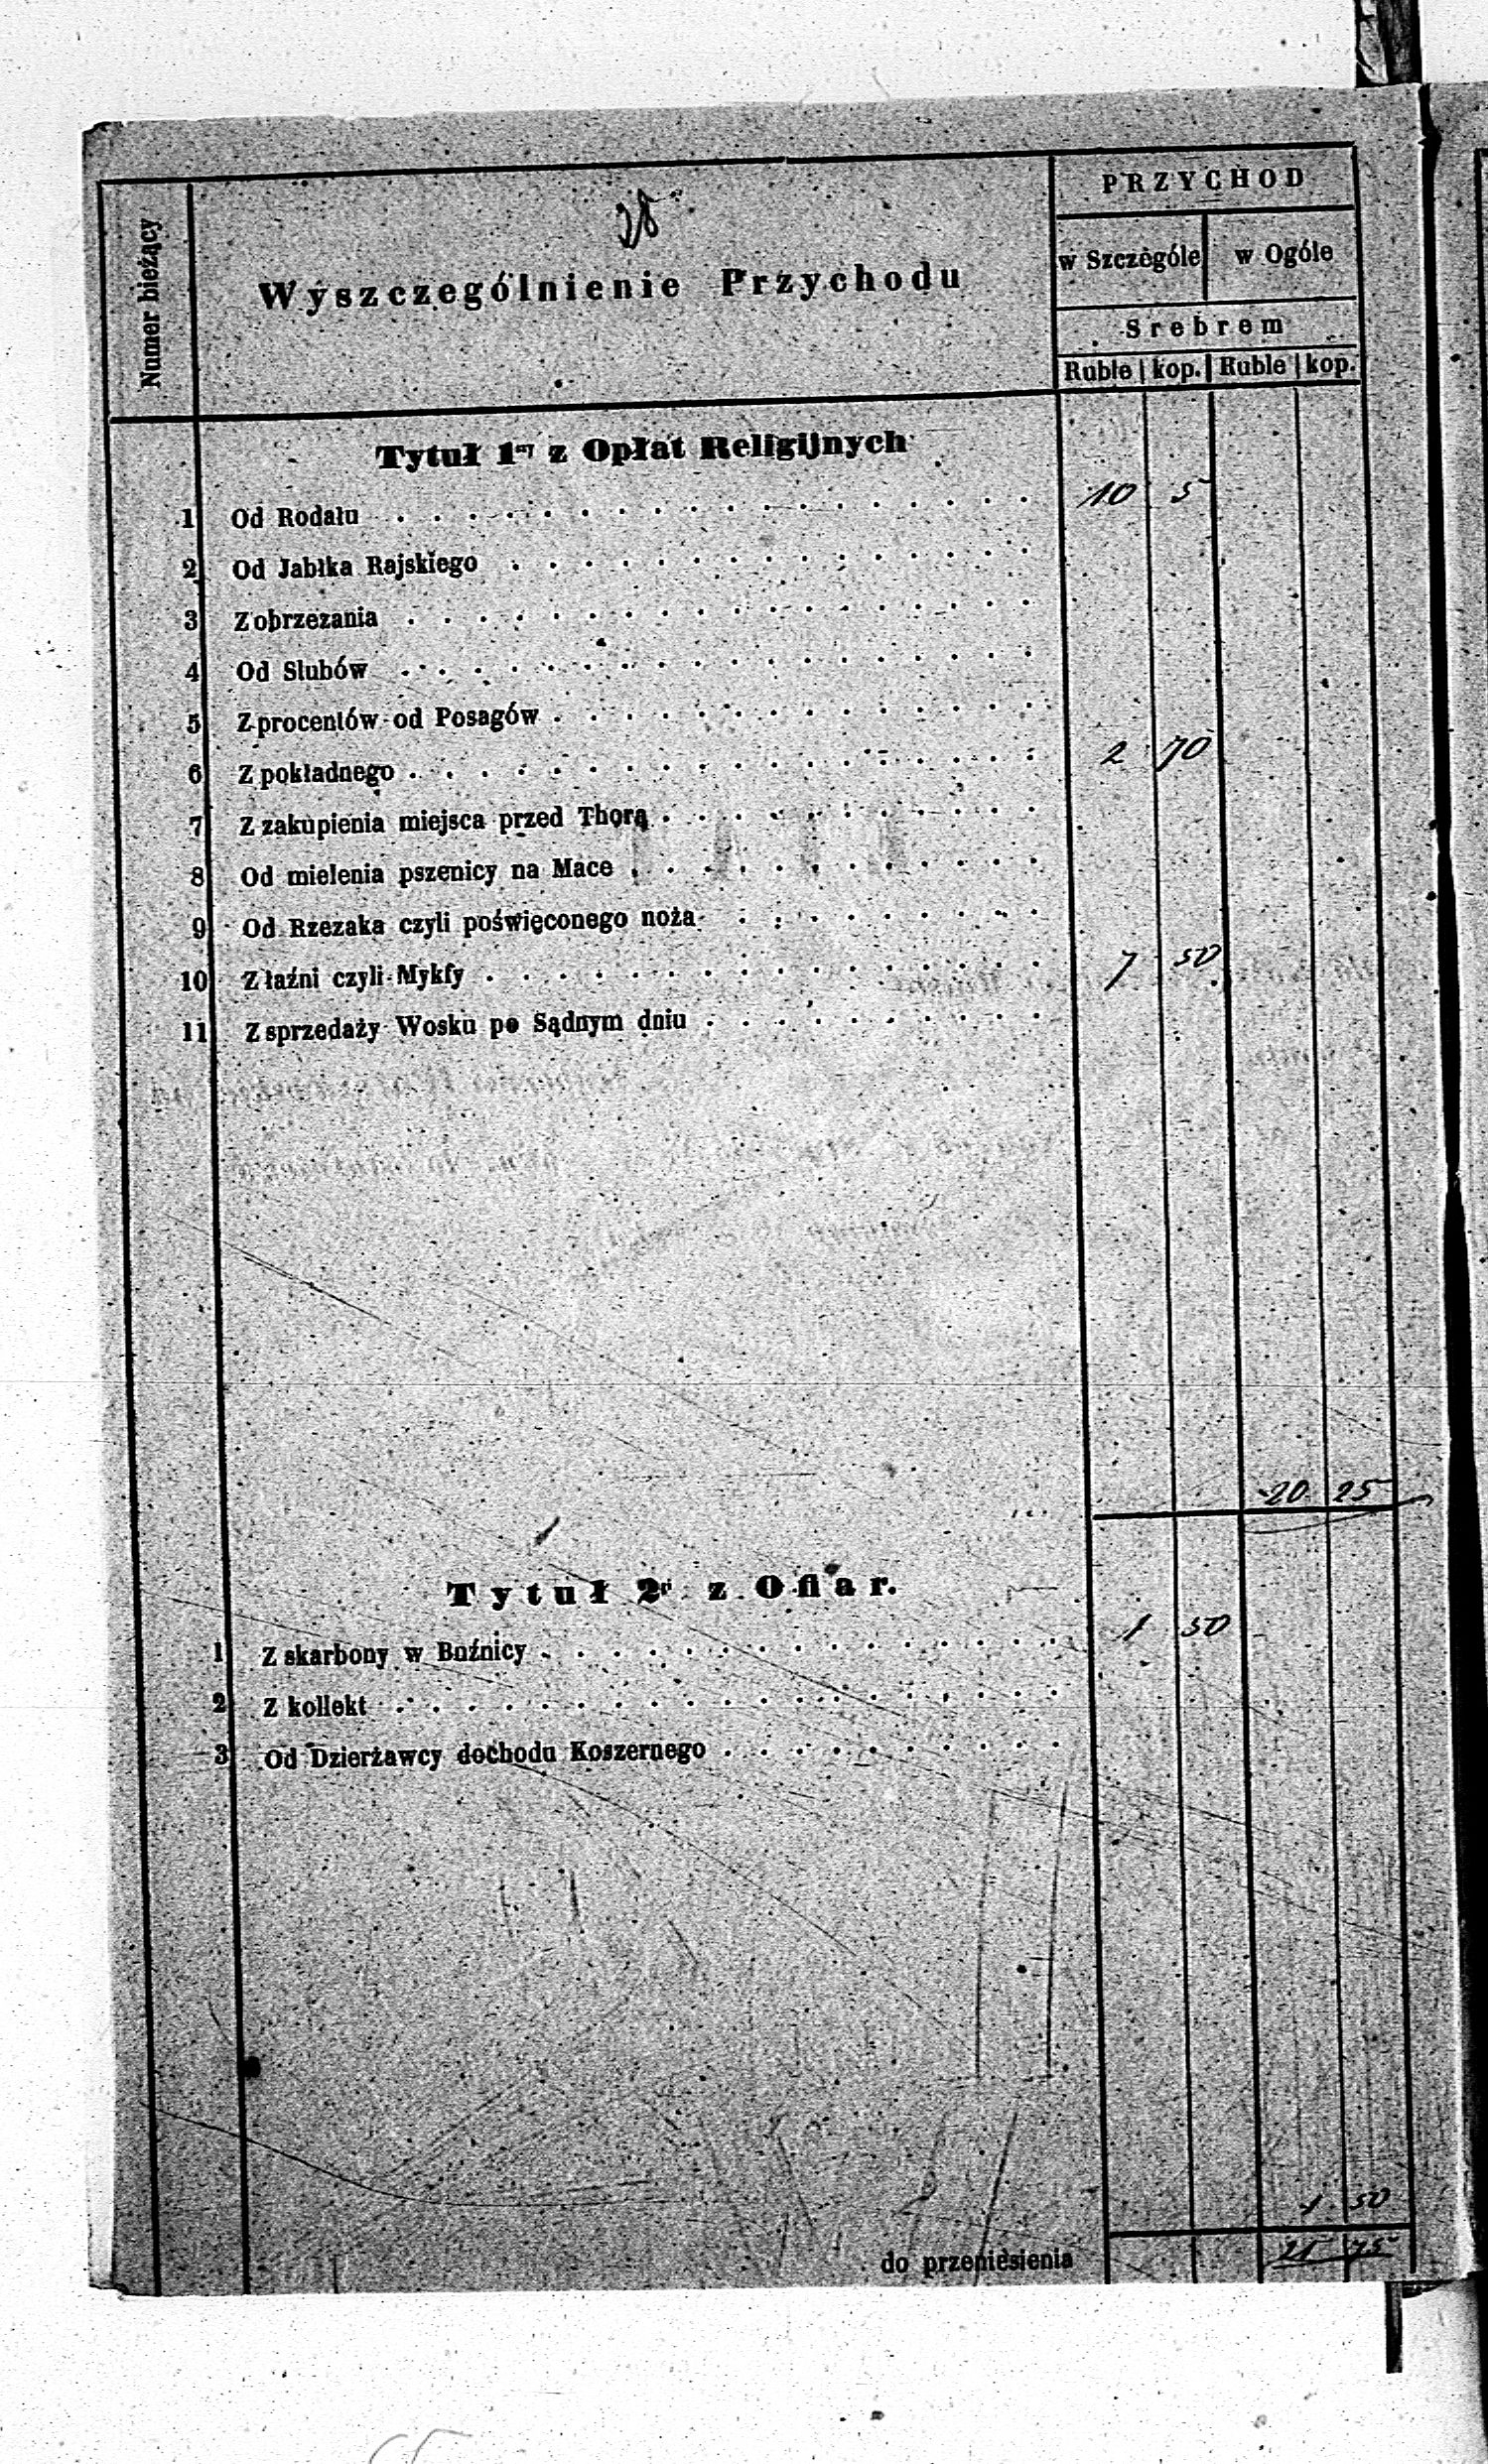 28
Numer bieżący
Wyszczególnienie Przychodu
PRZYCHOD
w Szczególe w Ogóle
Srebrem
Ruble kop. Ruble kop.
Tytuł 1szy z Opłat Religijnych
1 Od Rodału 10 5
2 Od Jabłka Rajskiego
3 Z obrzezania
4 Od Slubów
5 Z procentów od Posagów
6 Z pokładnego 2 70
7 Z zakupienia miejsca przed Thorą
8 Od mielenia pszenicy na Mace
9 Od Rzezaka czyli poświęconego noża
10 Z łaźni czyli Mykfy 7 50
11 Z sprzedaży Wosku po Sądnym dniu
20 25
Tytuł 2gi z Ofiar.
1 Z skarbony w Bóźnicy 1 50
2 Z kollekt
3 Od Dzierżawcy dochodu Koszernego
1 50
do przeniesienia 21 75